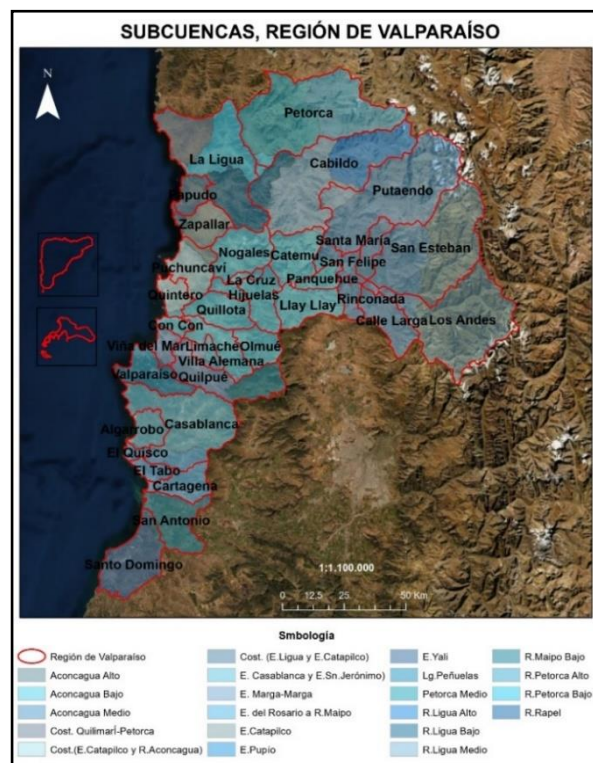 SUBCUENCAS, REGIÓN DE VALPARAÍSO
N
Petorca
La Ligua
Cabildo
Papudo
Putaendo
Zapallar
Santa María
Nogales
Catemu
San Esteban
San Felipe
Puchuncaví
La Cruz
Panquehue
Quintero
Hijuelas
Rinconada
Quillota
Llay Llay
Calle Larga
Los Andes
Con Con
Viña del Mar
Limache
Olmué
Villa Alemana
Valparaíso
Quilpué
Casablanca
Algarrobo
El Quisco
El Tabo
Cartagena
San Antonio
Santo Domingo
1:1.100.000
0 12,5 25 50 Km
Smbología
Región de Valparaíso
Aconcagua Alto
Aconcagua Bajo
Aconcagua Medio
Cost. Quilimarí-Petorca
Cost.(E.Catapilco y R.Aconcagua)
Cost. (E.Ligua y E.Catapilco)
E. Casablanca y E.Sn.Jerónimo)
E. Marga-Marga
E. del Rosario a R.Maipo
E.Catapilco
E.Pupío
E.Yali
Lg.Peñuelas
Petorca Medio
R.Ligua Alto
R.Ligua Bajo
R.Ligua Medio
R.Maipo Bajo
R.Petorca Alto
R.Petorca Bajo
R.Rapel